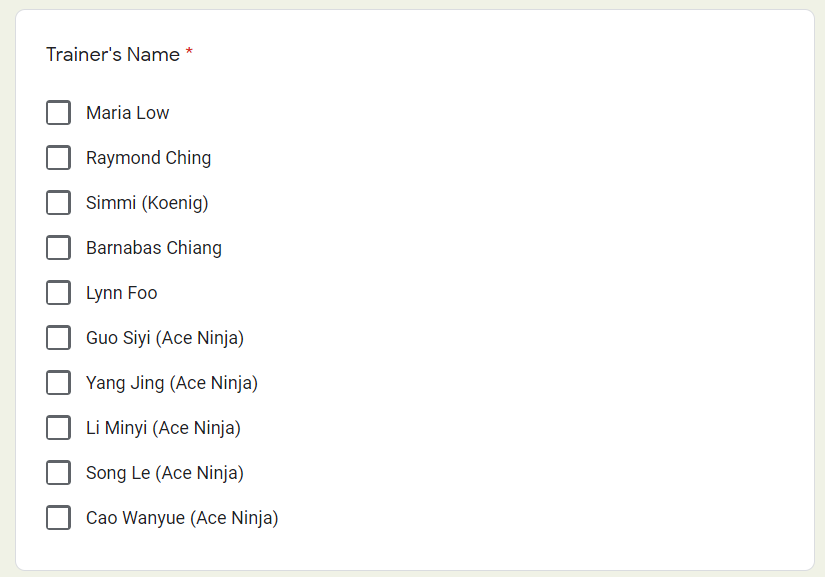 Trainer's Name *
Maria Low
Raymond Ching
Simmi (Koenig)
Barnabas Chiang
Lynn Foo
Guo Siyi (Ace Ninja)
Yang Jing (Ace Ninja)
Li Minyi (Ace Ninja)
Song Le (Ace Ninja)
Cao Wanyue (Ace Ninja)